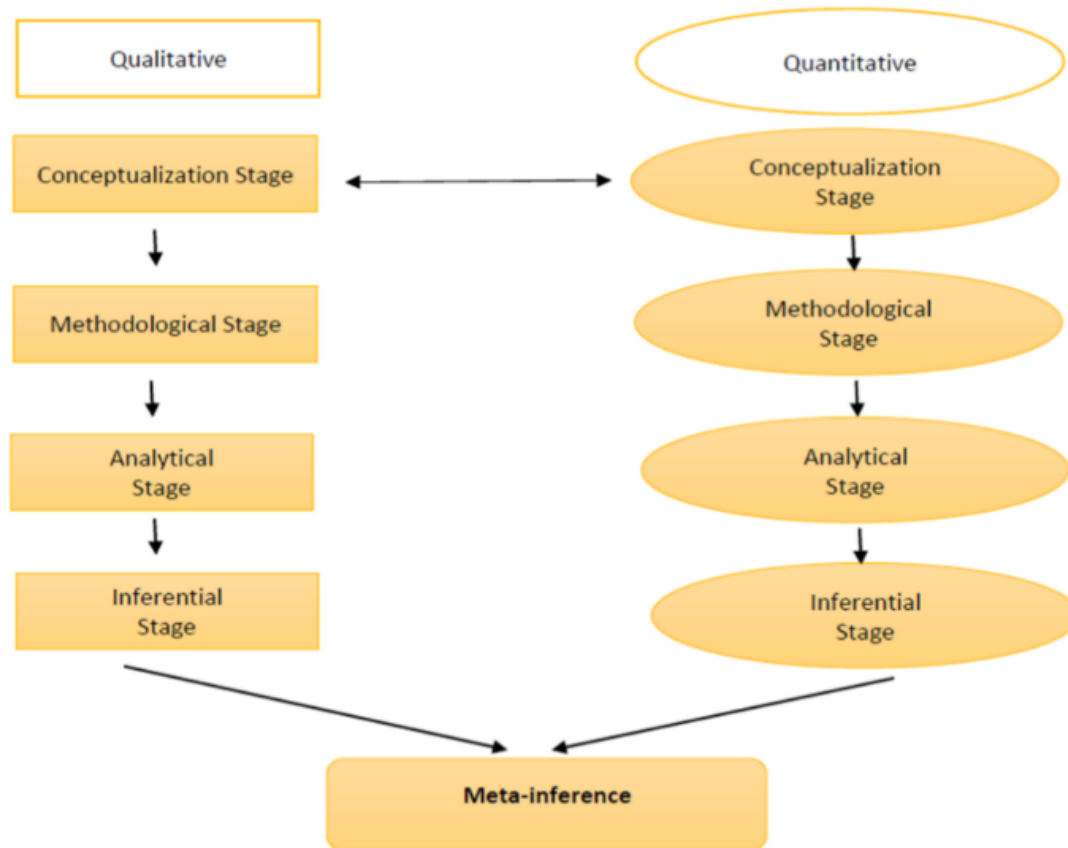 Qualitative
Quantitative
Conceptualization Stage
Conceptualization
Stage
Methodological Stage
Methodological
Stage
Analytical
Stage
Analytical
Stage
Inferential
Stage
Inferential
Stage
Meta-inference